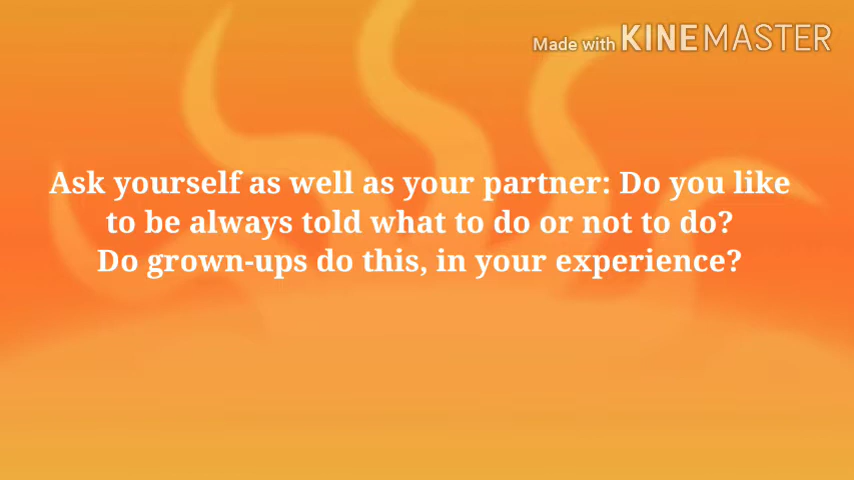 Made with KINEMASTER
Ask yourself as well as your partner: Do you like
to be always told what to do or not to do?
Do grown-ups do this, in your experience?